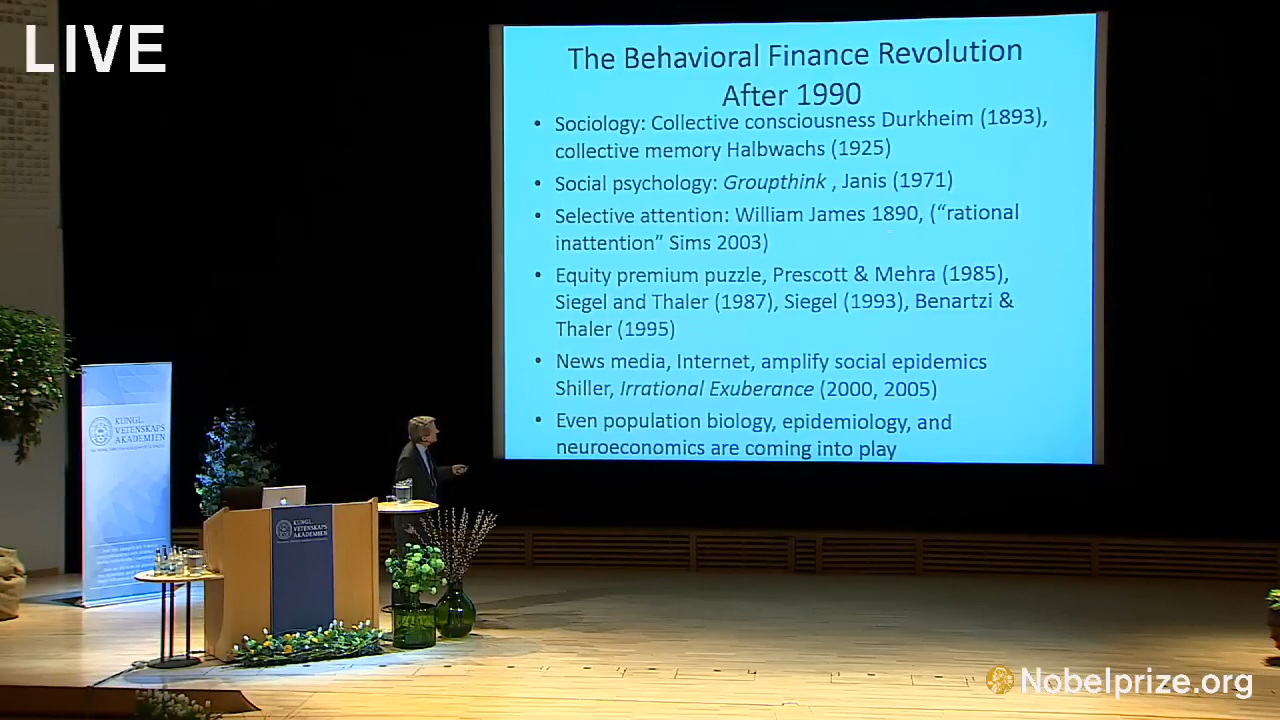 LIVE
The Behavioral Finance Revolution
After 1990
• Sociology: Collective consciousness Durkheim (1893),
collective memory Halbwachs (1925)
• Social psychology: Groupthink , Janis (1971)
• Selective attention: William James 1890, (“rational
inattention” Sims 2003)
• Equity premium puzzle, Prescott & Mehra (1985),
Siegel and Thaler (1987), Siegel (1993), Benartzi &
Thaler (1995)
• News media, Internet, amplify social epidemics
Shiller, Irrational Exuberance (2000, 2005)
• Even population biology, epidemiology, and
neuroeconomics are coming into play
KUNGL.
VETENSKAPS
AKADEMIEN
KUNGL.
VETENSKAPS
AKADEMIEN
Nobelprize.org